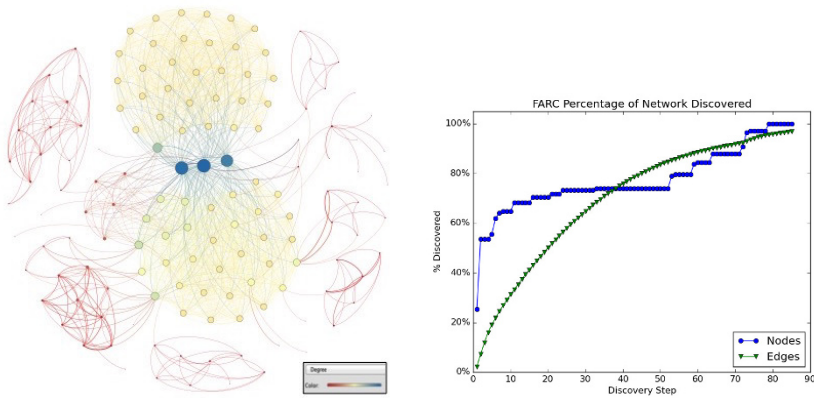 Degree
Color:
FARC Percentage of Network Discovered
100%
80%
60%
40%
20%
0%
% Discovered
0 10 20 30 40 50 60 70 80 90
Discovery Step
Nodes
Edges